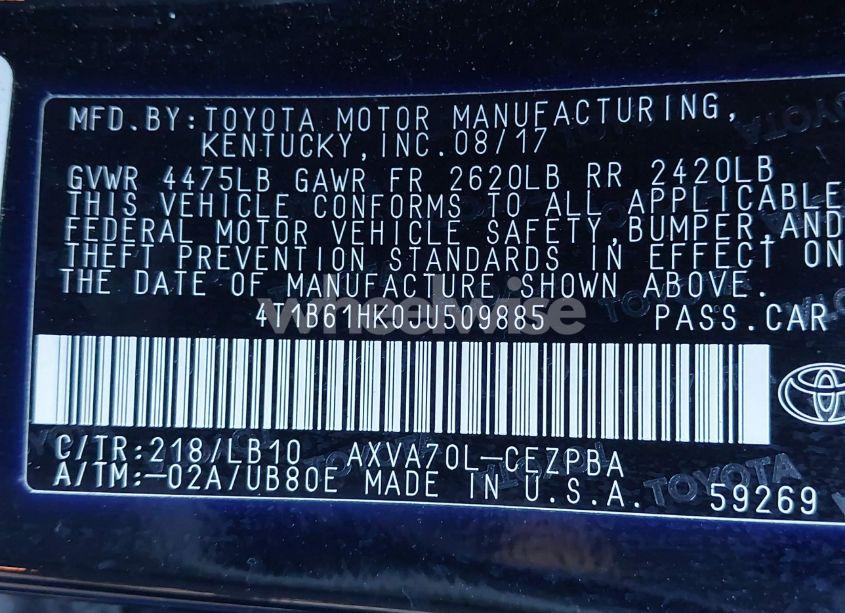 MFD.BY:TOYOTA MOTOR MANUFACTURING,
KENTUCKY,INC.08/17
GVWR 4475LB GAWR FR 2620LB RR 2420LB
THIS VEHICLE CONFORMS TO ALL APPLICABLE
FEDERAL MOTOR VEHICLE SAFETY,BUMPER,AND
THEFT PREVENTION STANDARDS IN EFFECT ON
THE DATE OF MANUFACTURE SHOWN ABOVE.
4T1B61HK0JU509885 PASS.CAR
wheelwise
C/TR:218/LB10 AXVA70L-CEZPBA
A/TM:-02A/UB80E MADE IN U.S.A. 59269
TOYOTA